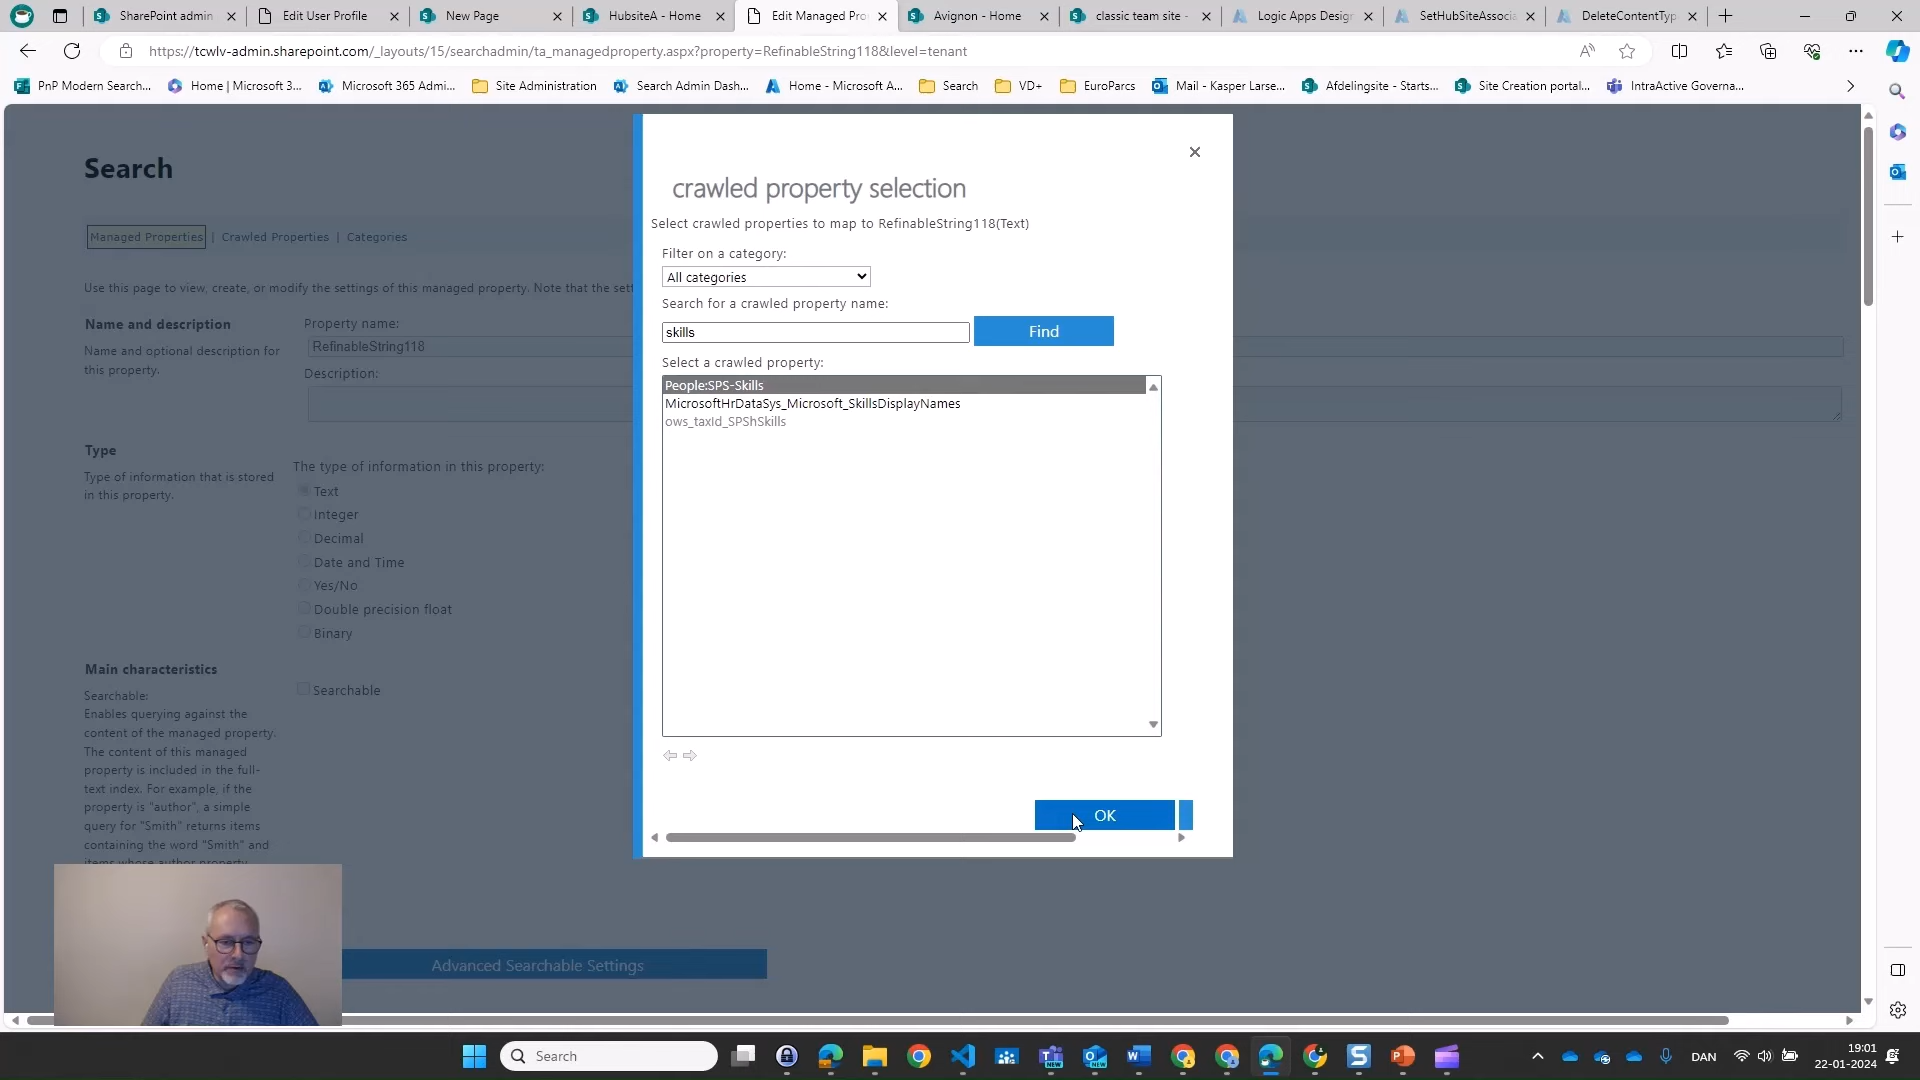 SharePoint admin
Edit User Profile
New Page
HubsiteA - Home
Edit Managed Pro
Avignon - Home
classic team site -
Logic Apps Desig
SetHubSiteAssocia
DeleteContentTyp
https://tcwlv-admin.sharepoint.com/_layouts/15/searchadmin/ta_managedproperty.aspx?property=RefinableString118&level=tenant
PnP Modern Search...
Home | Microsoft 3...
Microsoft 365 Admi...
Site Administration
Search Admin Dash...
Home - Microsoft A...
Search
VD+
EuroParcs
Mail - Kasper Larse...
Afdelingsite - Starts...
Site Creation portal...
IntraActive Governa...
Search
Managed Properties | Crawled Properties | Categories
Use this page to view, create, or modify the settings of this managed property. Note that the set
Name and description
Name and optional description for
this property.
Property name:
RefinableString118
Description:
Type
Type of information that is stored
in this property.
The type of information in this property:
Text
Integer
Decimal
Date and Time
Yes/No
Double precision float
Binary
Main characteristics
Searchable:
Enables querying against the
content of the managed property.
The content of this managed
property is included in the full-
text index. For example, if the
property is "author", a simple
query for "Smith" returns items
containing the word "Smith" and
items whose author property
Searchable
Advanced Searchable Settings
crawled property selection
Select crawled properties to map to RefinableString118(Text)
Filter on a category:
All categories
Search for a crawled property name:
skills
Find
Select a crawled property:
People:SPS-Skills
MicrosoftHrDataSys_Microsoft_SkillsDisplayNames
ows_taxId_SPShSkills
OK
Search
DAN
19:01
22-01-2024